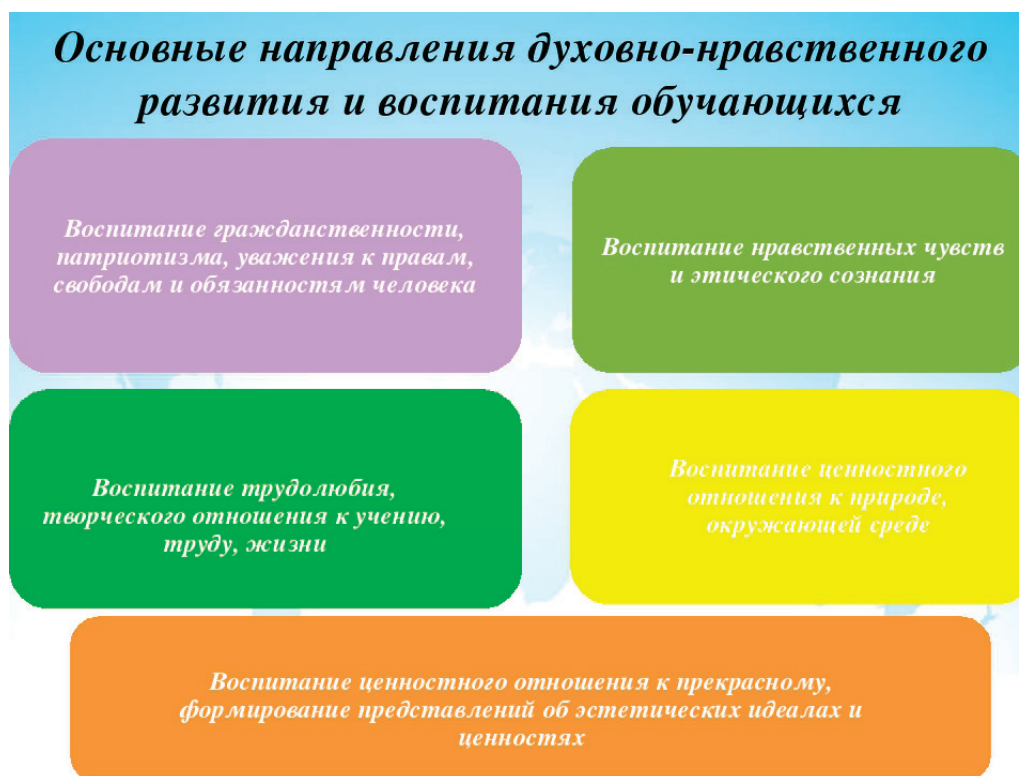 Основные направления духовно-нравственного
развития и воспитания обучающихся
Воспитание гражданственности,
патриотизма, уважения к правам,
свободам и обязанностям человека
Воспитание нравственных чувств
и этического сознания
Воспитание трудолюбия,
творческого отношения к учению,
труду, жизни
Воспитание ценностного
отношения к природе,
окружающей среде
Воспитание ценностного отношения к прекрасному,
формирование представлений об эстетических идеалах и
ценностях